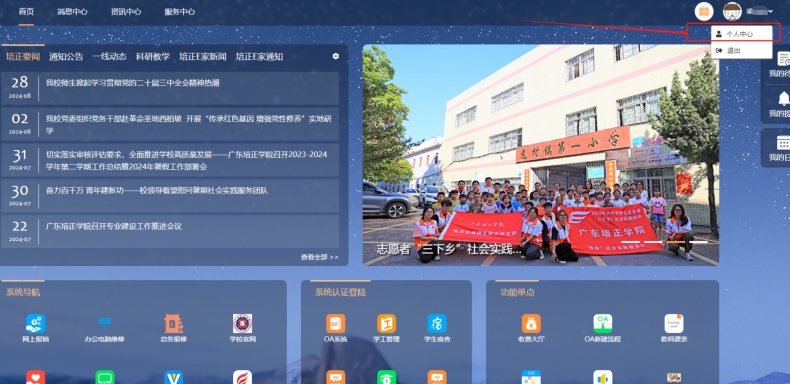 首页 消息中心 资讯中心 服务中心
个人中心
退出
培正要闻 通知公告 一线动态 科研教学 培正E家新闻 培正E家通知
28
2024-08
我校师生掀起学习贯彻党的二十届三中全会精神热潮
02
2024-08
我校党委组织党务干部赴革命圣地西柏坡 开展“传承红色基因 增强党性修养”实地研
学
31
2024-07
切实落实审核评估要求，全面推进学校高质量发展——广东培正学院召开2023-2024
学年第二学期工作总结暨2024年暑假工作部署会
30
2024-07
奋力百千万 青年建新功——校领导看望慰问暑期社会实践服务团队
22
2024-07
广东培正学院召开专业建设工作推进会议
查看全部 >>
镇第一小学
广东培正学院
志愿者“三下乡”社会实践...
我的
我的
我的日
系统导航
网上报销 办公电脑维修 总务报修 学校官网
系统认证登陆
OA系统 学工管理 学生宿舍
功能单点
收费大厅 OA新建流程 教师课表